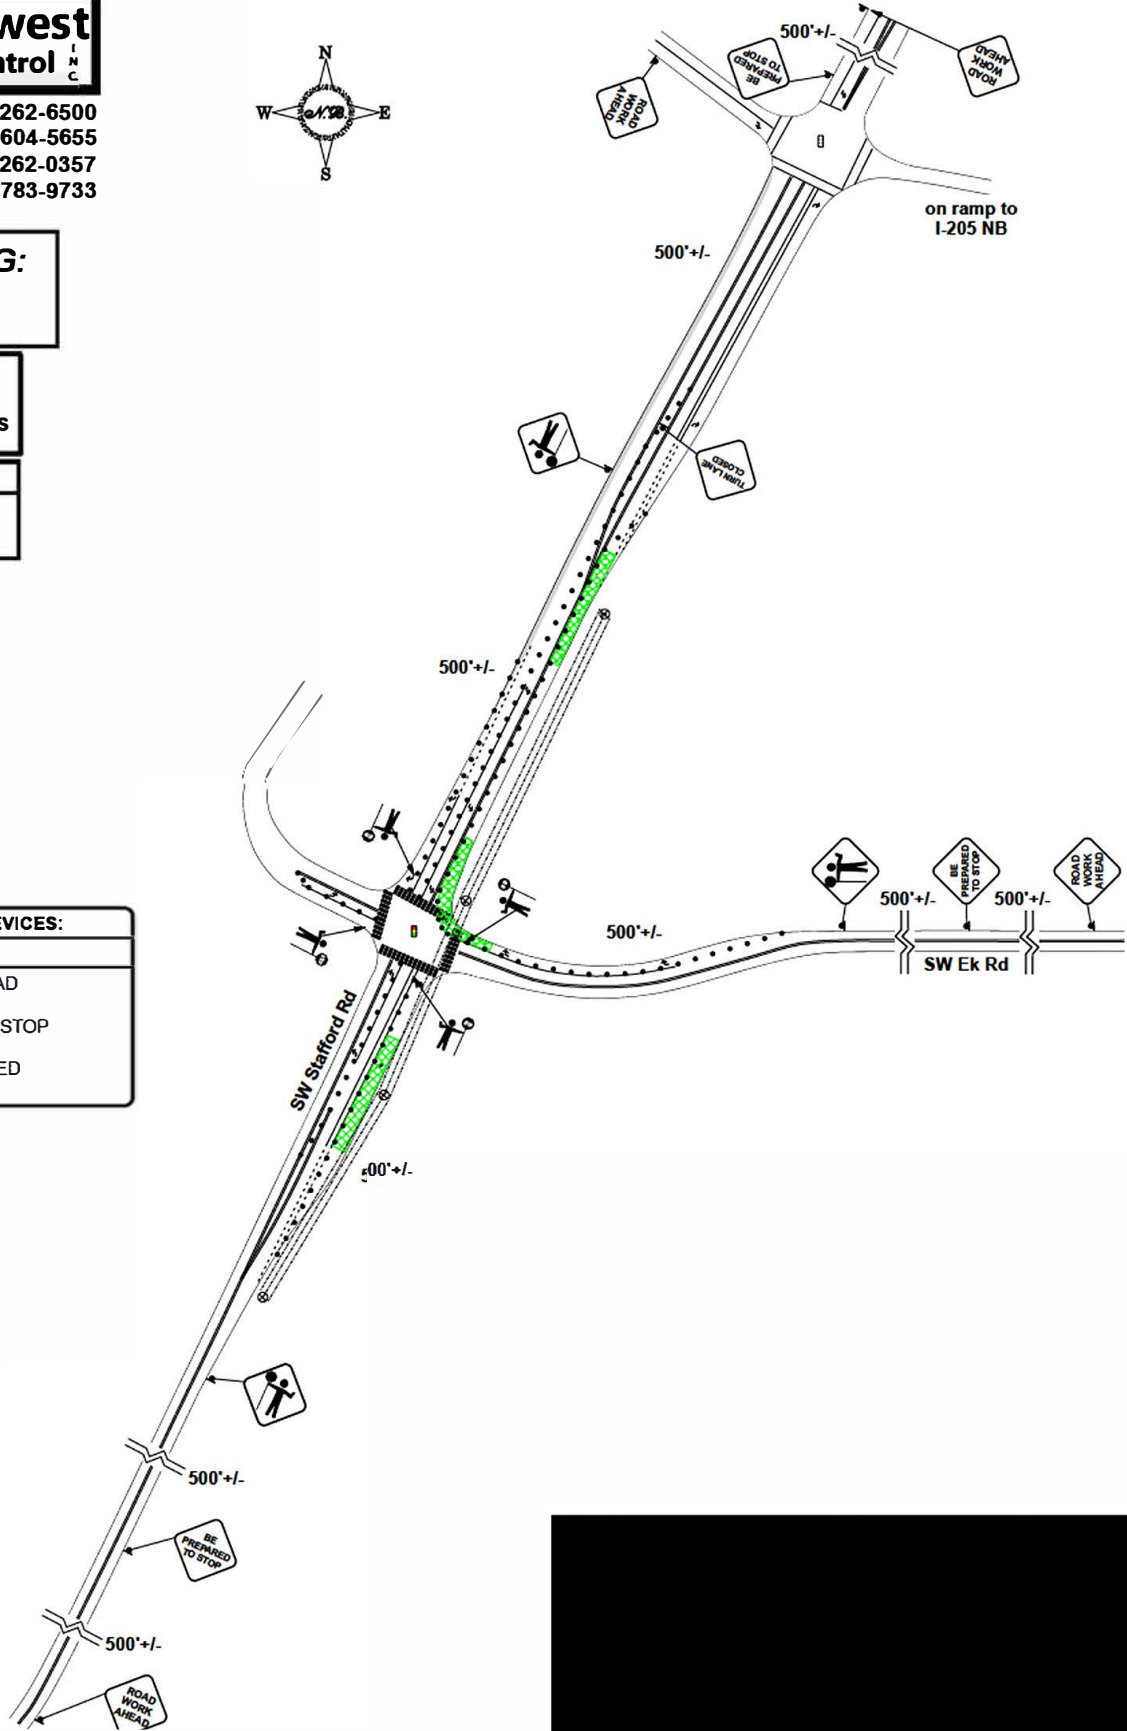 west
ntrol INC
262-6500
604-5655
262-0357
783-9733
G:
S
EVICES:
AD
STOP
ED
N
W N.B. E
S
500'+/-
BE
PREPARED
TO STOP
ROAD
WORK
AHEAD
ROAD
WORK
AHEAD
on ramp to
I-205 NB
500'+/-
TURN LANE
CLOSED
500'+/-
500'+/-
500'+/-
500'+/-
BE
PREPARED
TO STOP
ROAD
WORK
AHEAD
SW Ek Rd
SW Stafford Rd
500'+/-
500'+/-
BE
PREPARED
TO STOP
500'+/-
ROAD
WORK
AHEAD